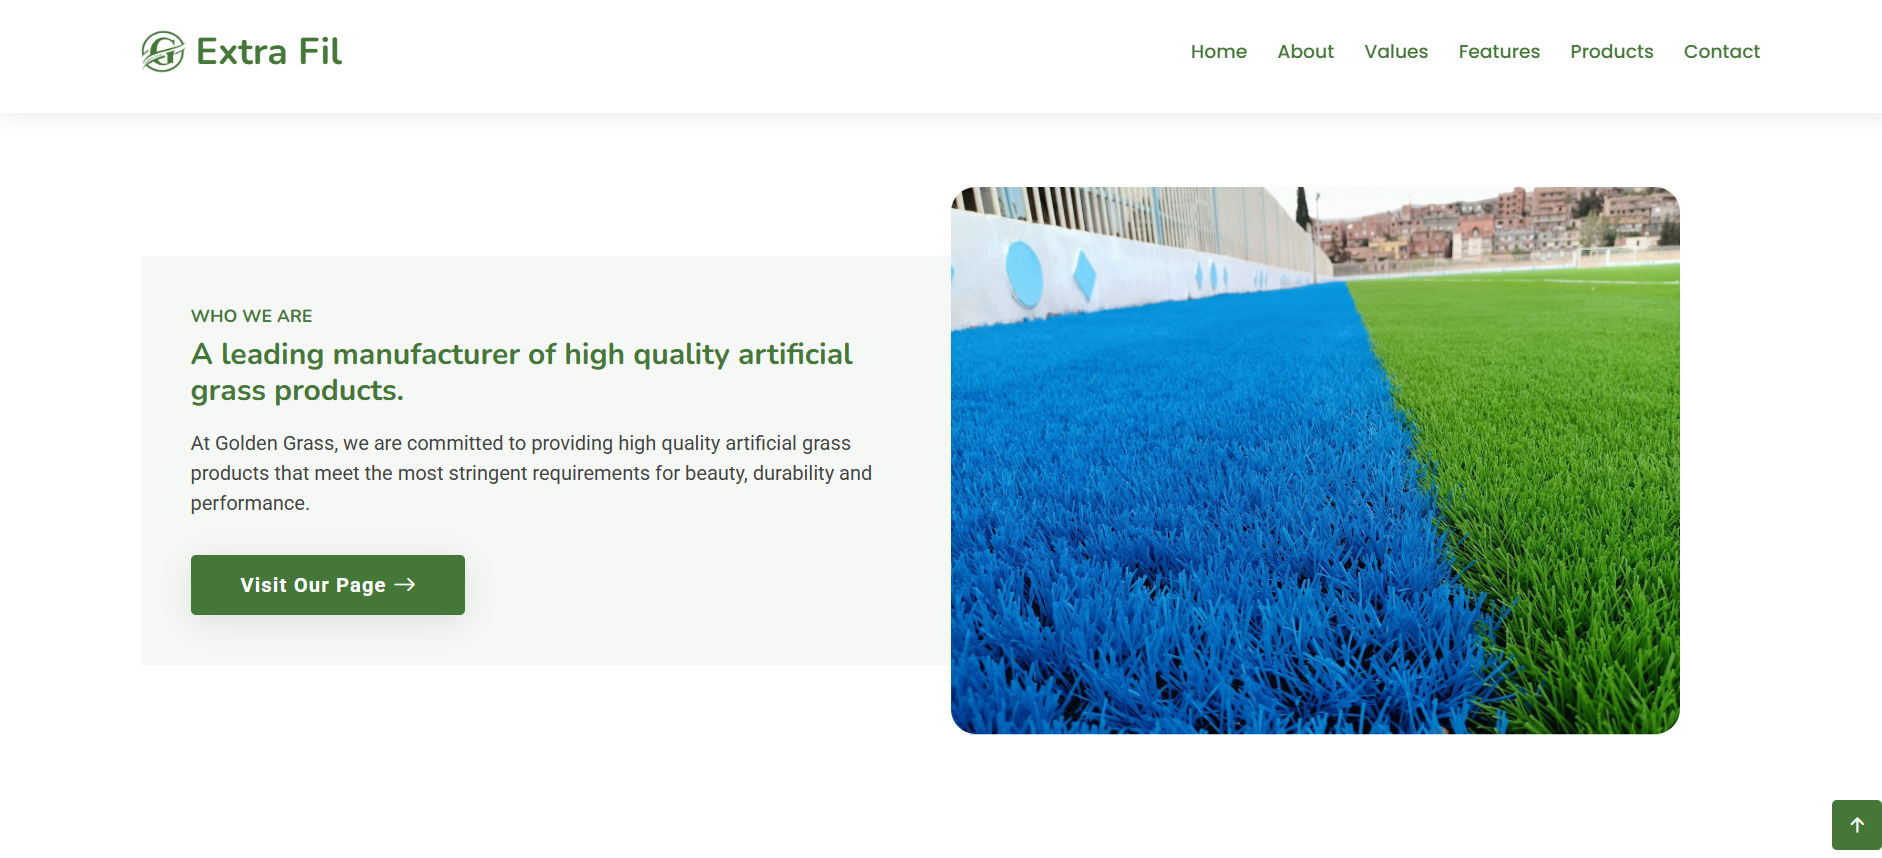 Extra Fil
Home About Values Features Products Contact
WHO WE ARE
A leading manufacturer of high quality artificial
grass products.
At Golden Grass, we are committed to providing high quality artificial grass
products that meet the most stringent requirements for beauty, durability and
performance.
Visit Our Page →